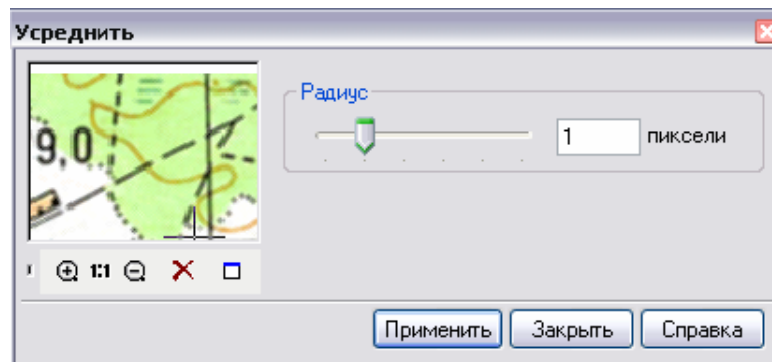 Усреднить
Радиус
1 пиксели
9,0
1:1
Применить Закрыть Справка